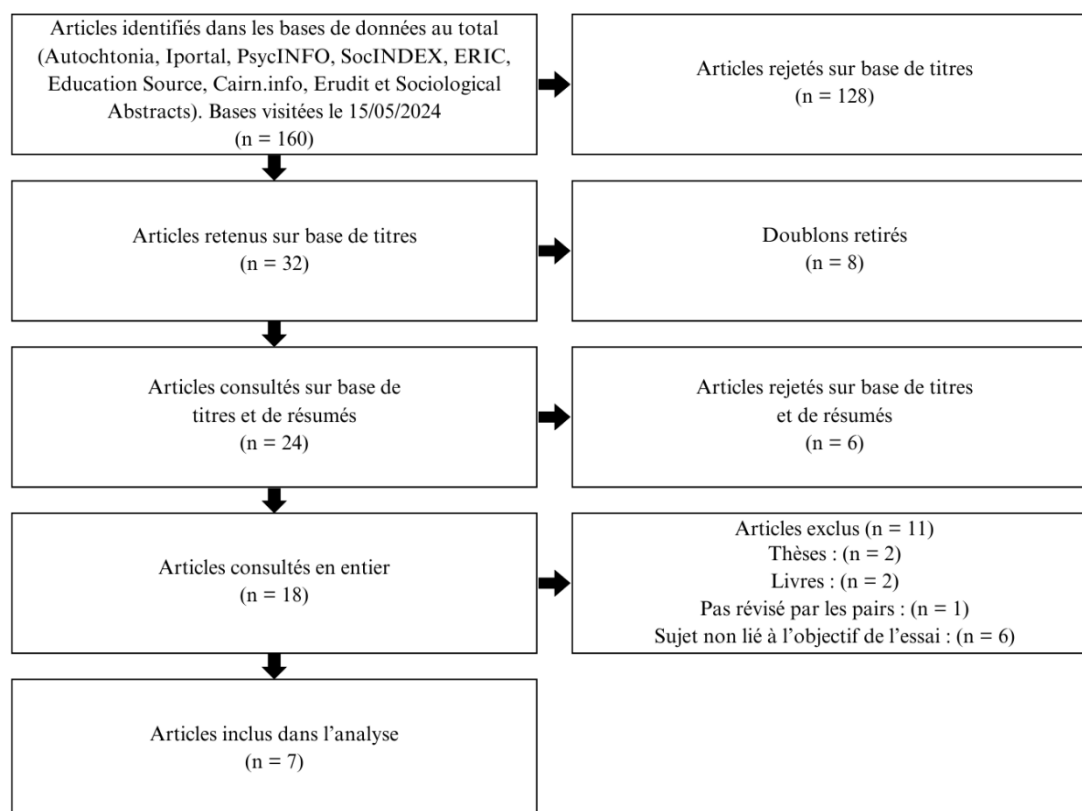 Articles identifiés dans les bases de données au total
(Autochtonia, Iportal, PsycINFO, SocINDEX, ERIC,
Education Source, Cairn.info, Erudit et Sociological
Abstracts). Bases visitées le 15/05/2024
(n = 160)
Articles rejetés sur base de titres
(n = 128)
Articles retenus sur base de titres
(n = 32)
Doublons retirés
(n = 8)
Articles consultés sur base de
titres et de résumés
(n = 24)
Articles rejetés sur base de titres
et de résumés
(n = 6)
Articles consultés en entier
(n = 18)
Articles exclus (n = 11)
Thèses : (n = 2)
Livres : (n = 2)
Pas révisé par les pairs : (n = 1)
Sujet non lié à l’objectif de l’essai : (n = 6)
Articles inclus dans l’analyse
(n = 7)